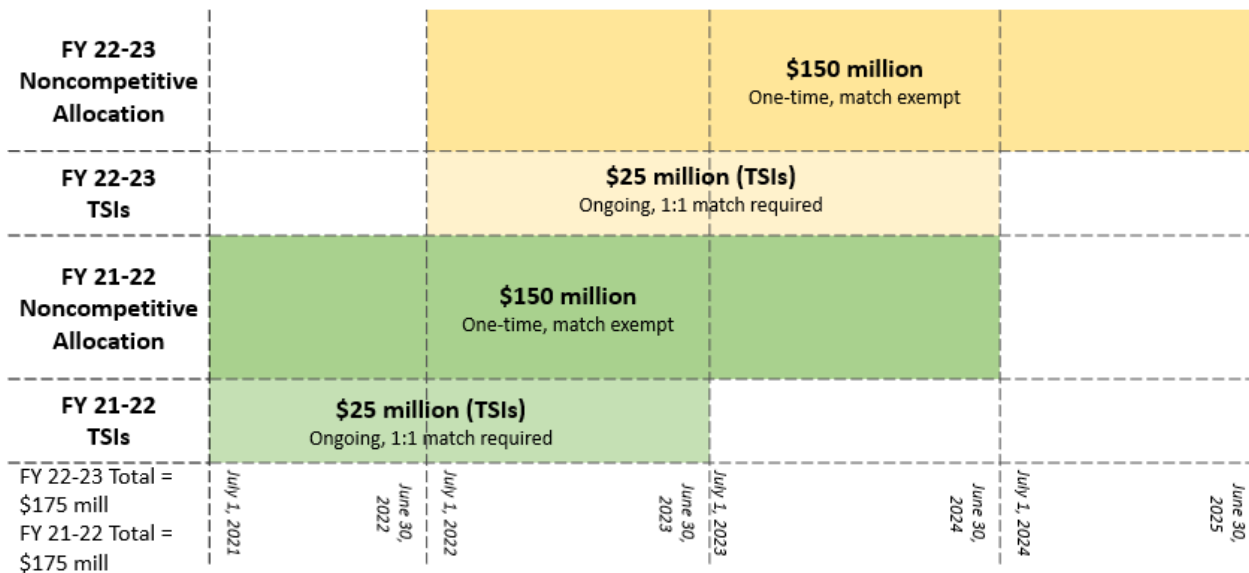 FY 22-23
Noncompetitive
Allocation
$150 million
One-time, match exempt
FY 22-23
TSIs
$25 million (TSIs)
Ongoing, 1:1 match required
FY 21-22
Noncompetitive
Allocation
$150 million
One-time, match exempt
FY 21-22
TSIs
$25 million (TSIs)
Ongoing, 1:1 match required
FY 22-23 Total =
$175 mill
FY 21-22 Total =
$175 mill
July 1, 2021
June 30,
2022
July 1, 2022
June 30,
2023
July 1, 2023
June 30,
2024
July 1, 2024
June 30,
2025